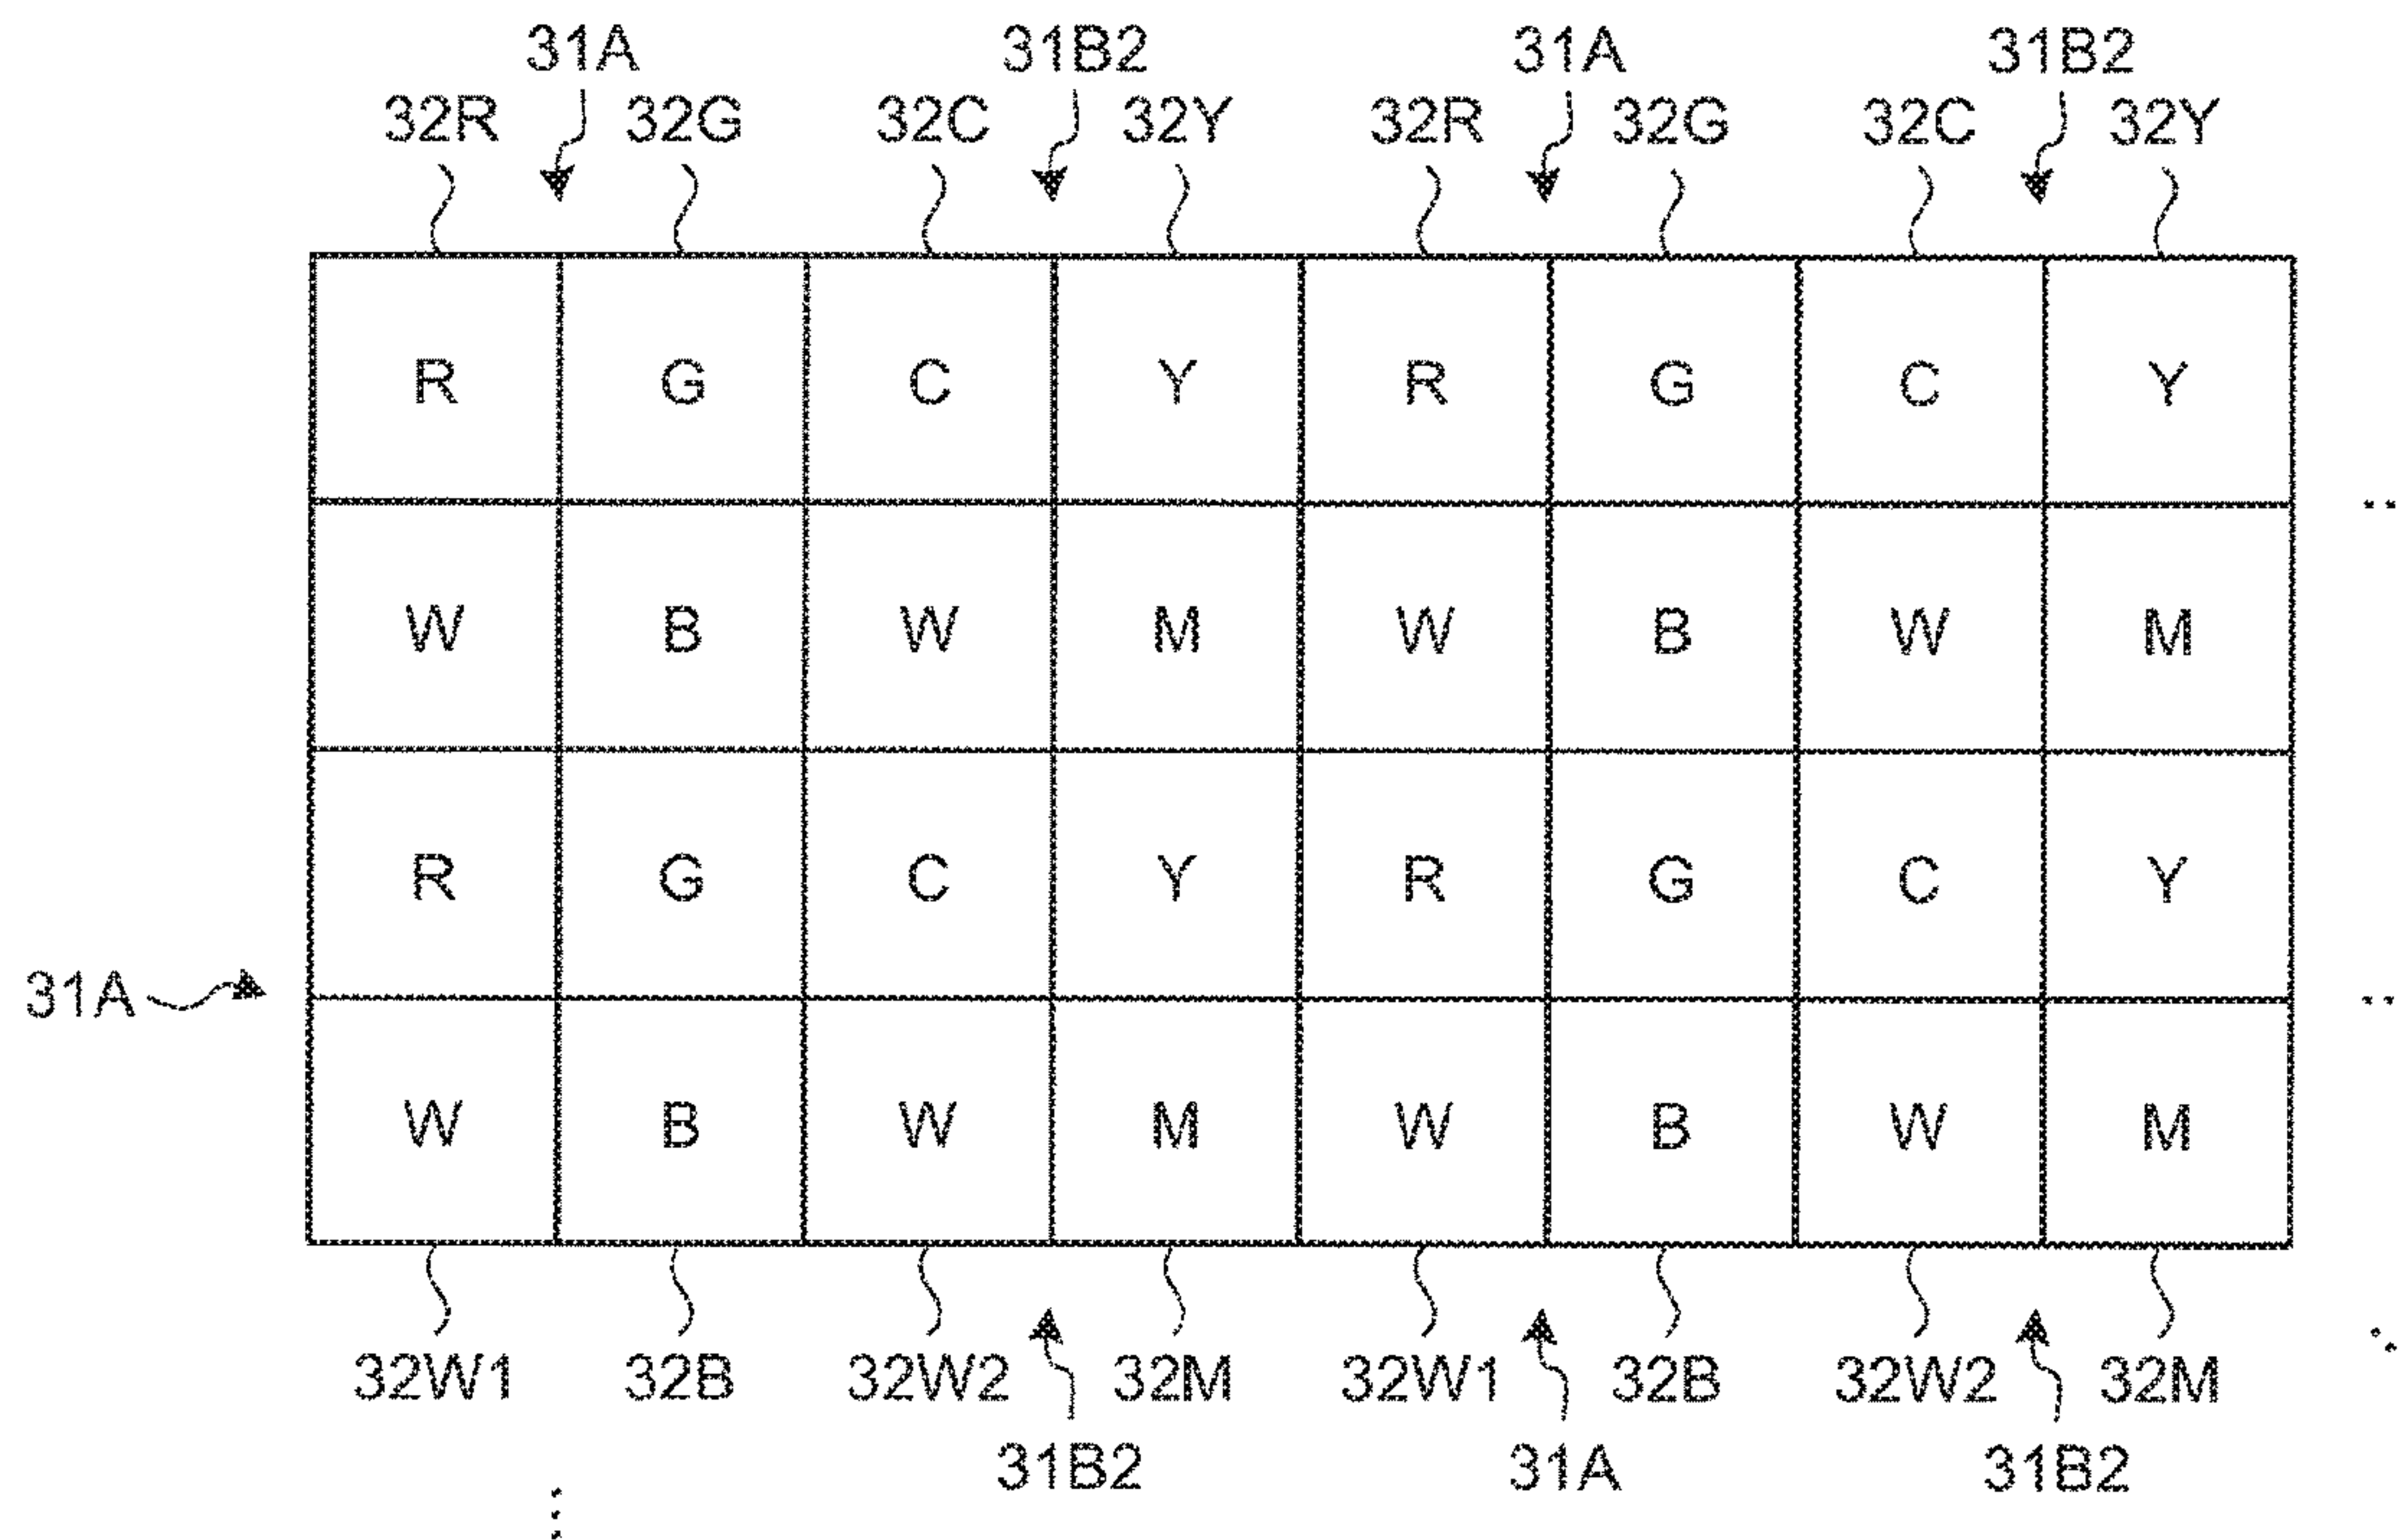 31A 31B2 31A 31B2
32R 32G 32C 32Y 32R 32G 32C 32Y
R G C Y R G C Y
W B W M W B W M
R G C Y R G C Y
31A
W B W M W B W M
32W1 32B 32W2 32M 32W1 32B 32W2 32M
31B2 31A 31B2